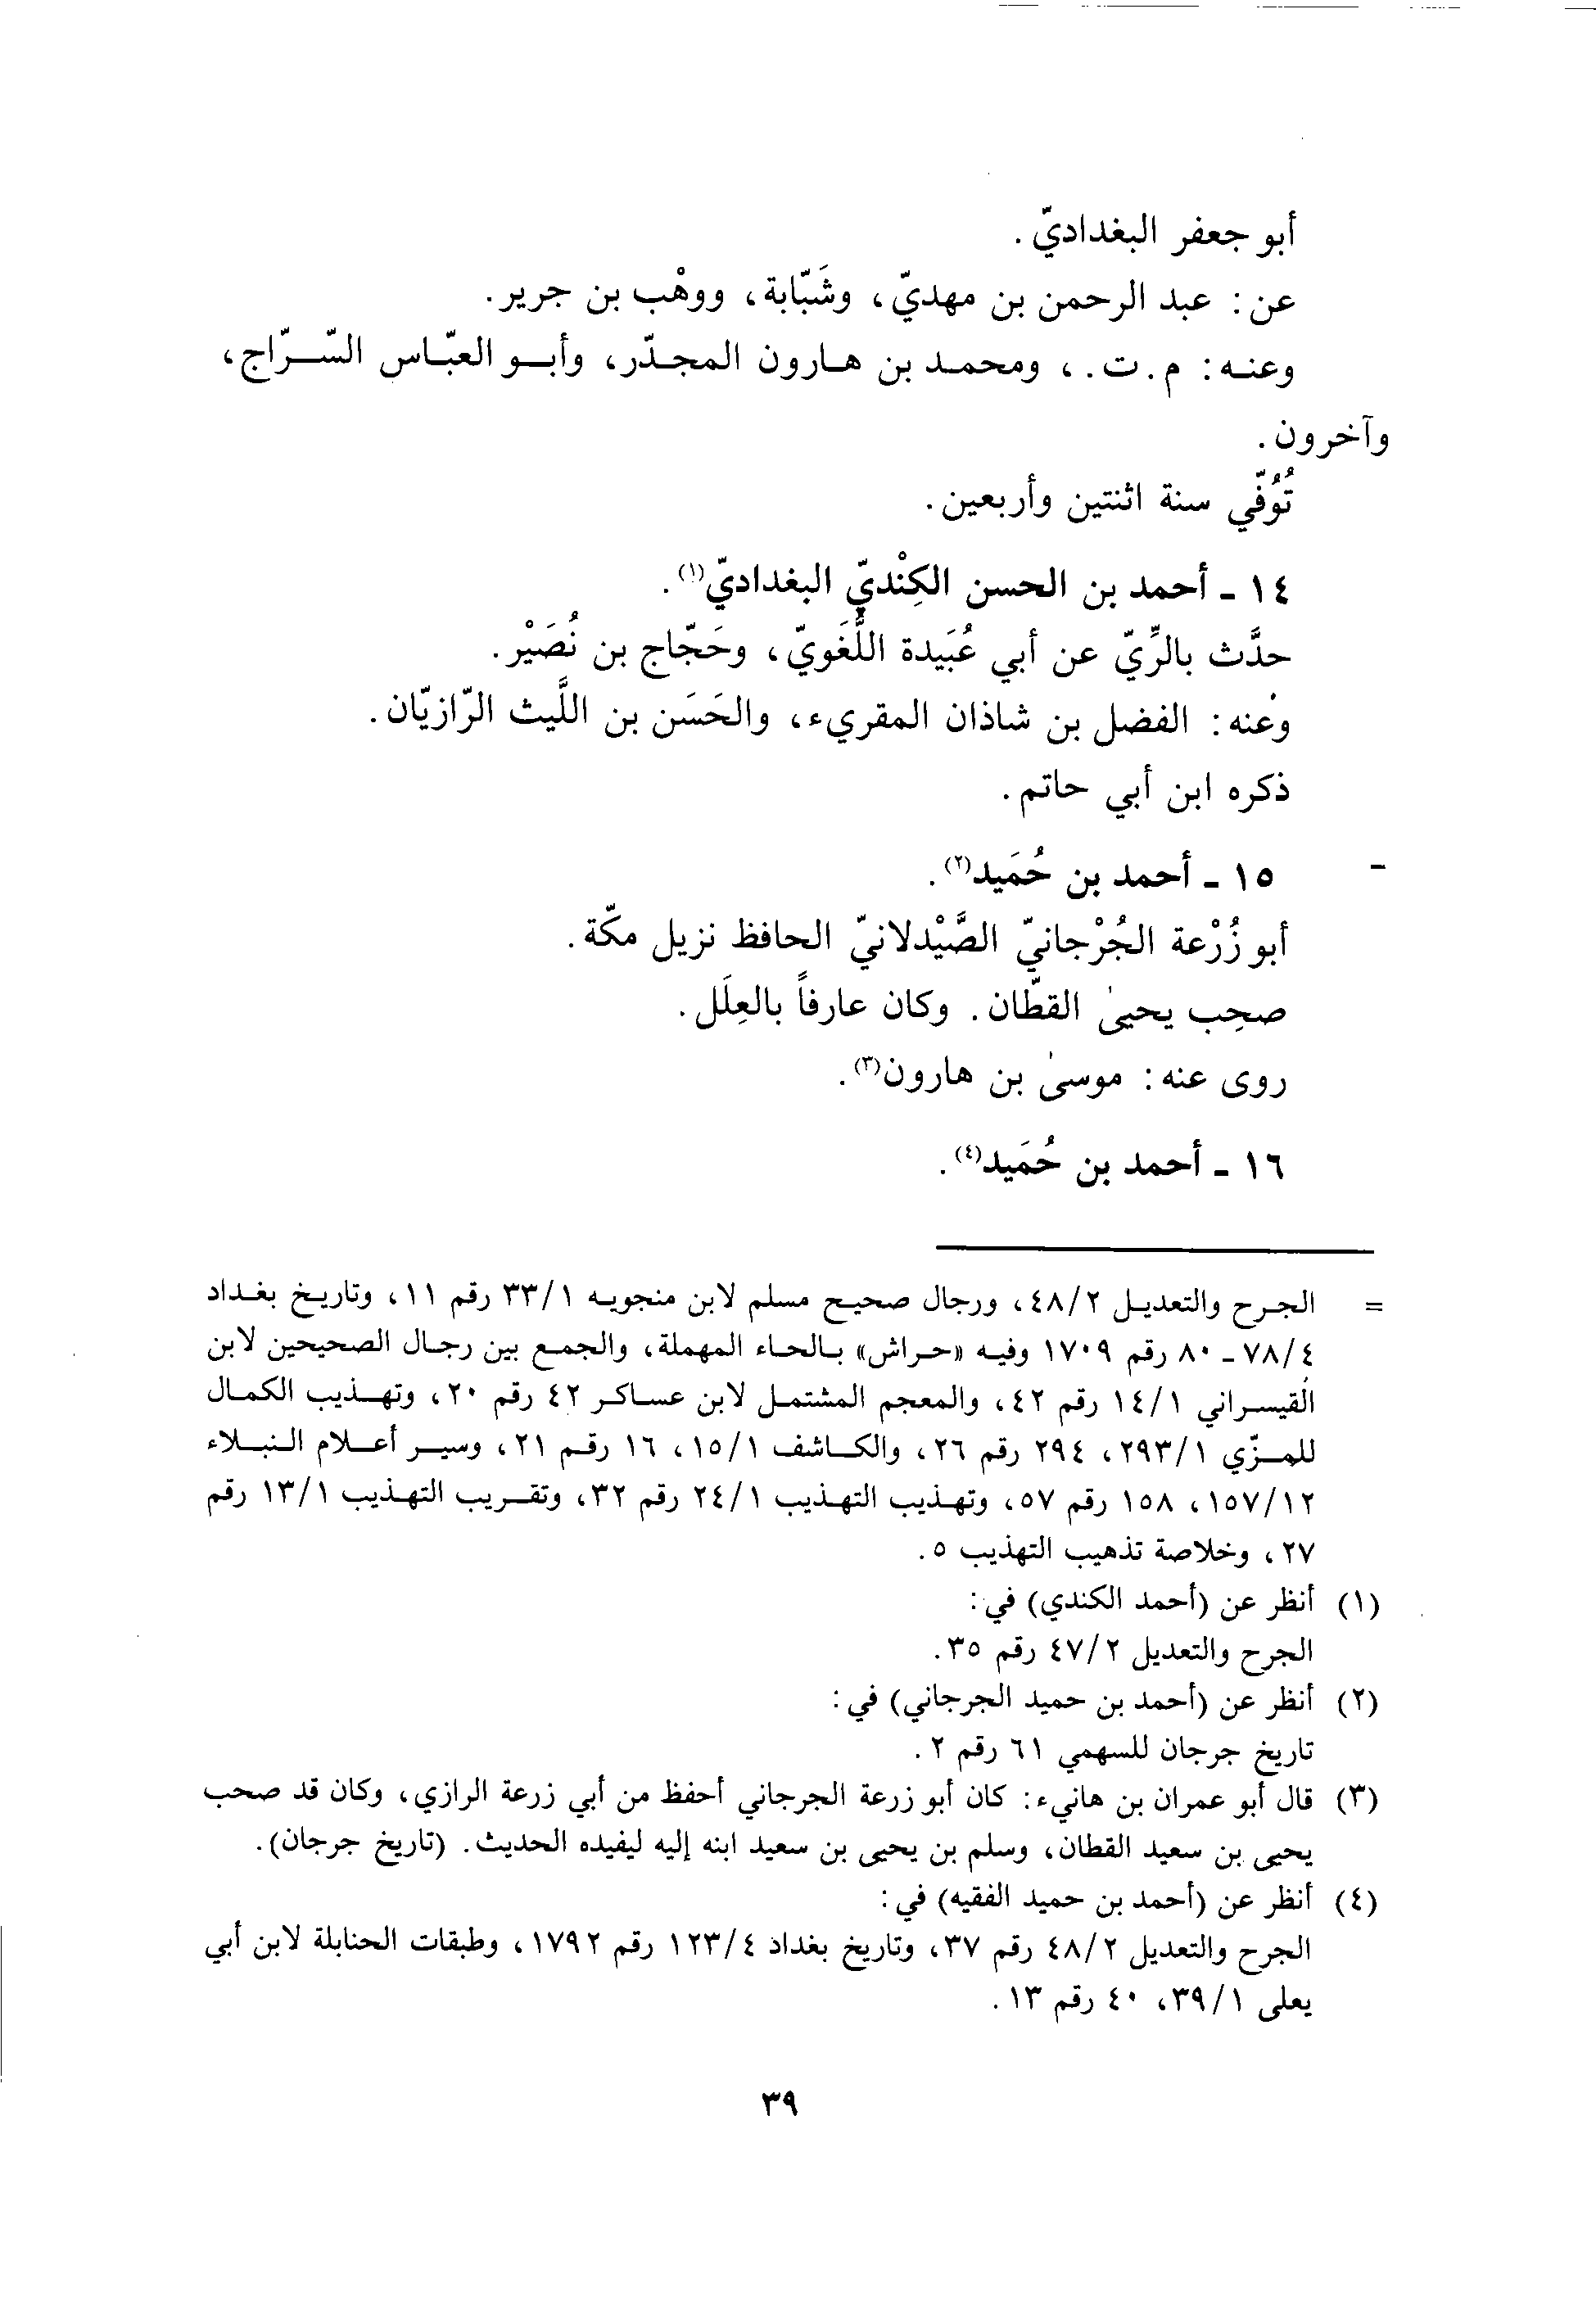 أبو جعفر البغداديّ.
عن: عبد الرحمن بن مهديّ، وشَبّابة، ووهْب بن جرير.
وعنه: م. ت.، ومحمد بن هارون المجدّر، وأبو العبّاس السّرّاج،
وآخرون.
تُوُفّي سنة اثنتين وأربعين.
١٤ - أحمد بن الحسن الكِنْديّ البغداديّ(١).
حدَّث بالرِّيّ عن أبي عُبَيدة اللُّغَويّ، وحَجّاج بن نُصَيْر.
وعنه: الفضل بن شاذان المقريء، والحَسَن بن اللَّيث الرّازيّان.
ذكره ابن أبي حاتم.
١٥ - أحمد بن حُمَيد(٢).
أبو زُرْعة الجُرْجانيّ الصَّيْدلانيّ الحافظ نزيل مكّة.
صحِب يحيىٰ القطّان. وكان عارفاً بالعِلَل.
روى عنه: موسىٰ بن هارون(٣).
١٦ - أحمد بن حُمَيد(٤).
= الجرح والتعديل ٤٨/٢، ورجال صحيح مسلم لابن منجويه ٣٣/١ رقم ١١، وتاريخ بغداد
٧٨/٤ - ٨٠ رقم ١٧٠٩ وفيه «حراش» بالحاء المهملة، والجمع بين رجال الصحيحين لابن
القيسراني ١٤/١ رقم ٤٢، والمعجم المشتمل لابن عساكر ٤٢ رقم ٢٠، وتهذيب الكمال
للمزّي ٢٩٣/١، ٢٩٤ رقم ٢٦، والكاشف ١٥/١، ١٦ رقم ٢١، وسير أعلام النبلاء
١٥٧/١٢، ١٥٨ رقم ٥٧، وتهذيب التهذيب ٢٤/١ رقم ٣٢، وتقريب التهذيب ١٣/١ رقم
٢٧، وخلاصة تذهيب التهذيب ٥.
(١) أنظر عن (أحمد الكندي) في:
الجرح والتعديل ٤٧/٢ رقم ٣٥.
(٢) أنظر عن (أحمد بن حميد الجرجاني) في:
تاريخ جرجان للسهمي ٦١ رقم ٢.
(٣) قال أبو عمران بن هانيء: كان أبو زرعة الجرجاني أحفظ من أبي زرعة الرازي، وكان قد صحب
يحيى بن سعيد القطان، وسلم بن يحيى بن سعيد ابنه إليه ليفيده الحديث. (تاريخ جرجان).
(٤) أنظر عن (أحمد بن حميد الفقيه) في:
الجرح والتعديل ٤٨/٢ رقم ٣٧، وتاريخ بغداد ١٢٣/٤ رقم ١٧٩٢، وطبقات الحنابلة لابن أبي
يعلى ٣٩/١، ٤٠ رقم ١٣.
٣٩